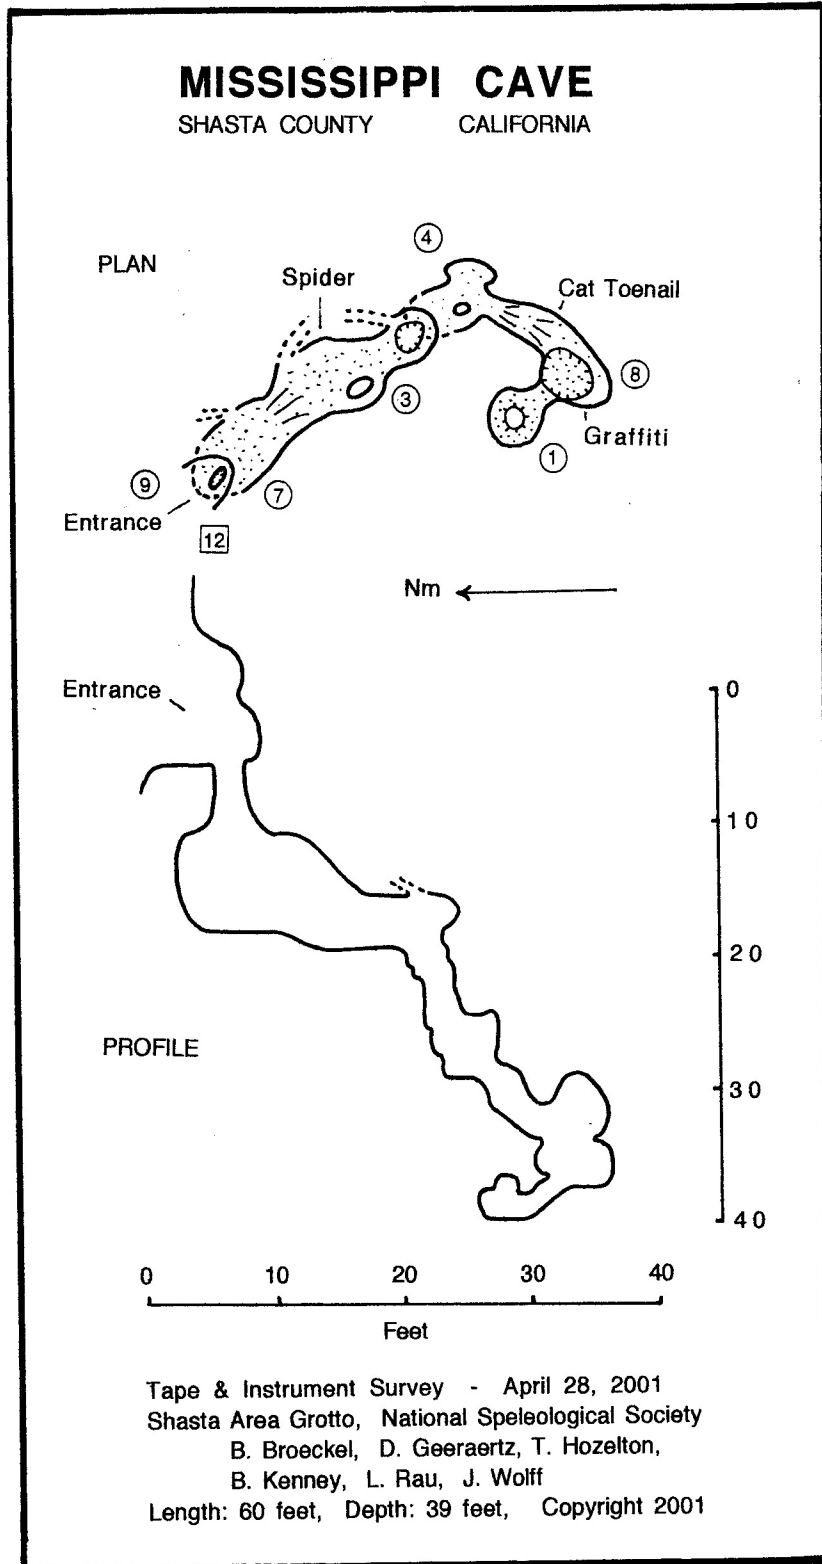 MISSISSIPPI CAVE
SHASTA COUNTY CALIFORNIA
4
PLAN
Spider
Cat Toenail
8
3
Graffiti
1
9
7
Entrance
12
Nm
Entrance
0
10
20
PROFILE
30
40
0 10 20 30 40
Feet
Tape & Instrument Survey - April 28, 2001
Shasta Area Grotto, National Speleological Society
B. Broeckel, D. Geeraertz, T. Hozelton,
B. Kenney, L. Rau, J. Wolff
Length: 60 feet, Depth: 39 feet, Copyright 2001